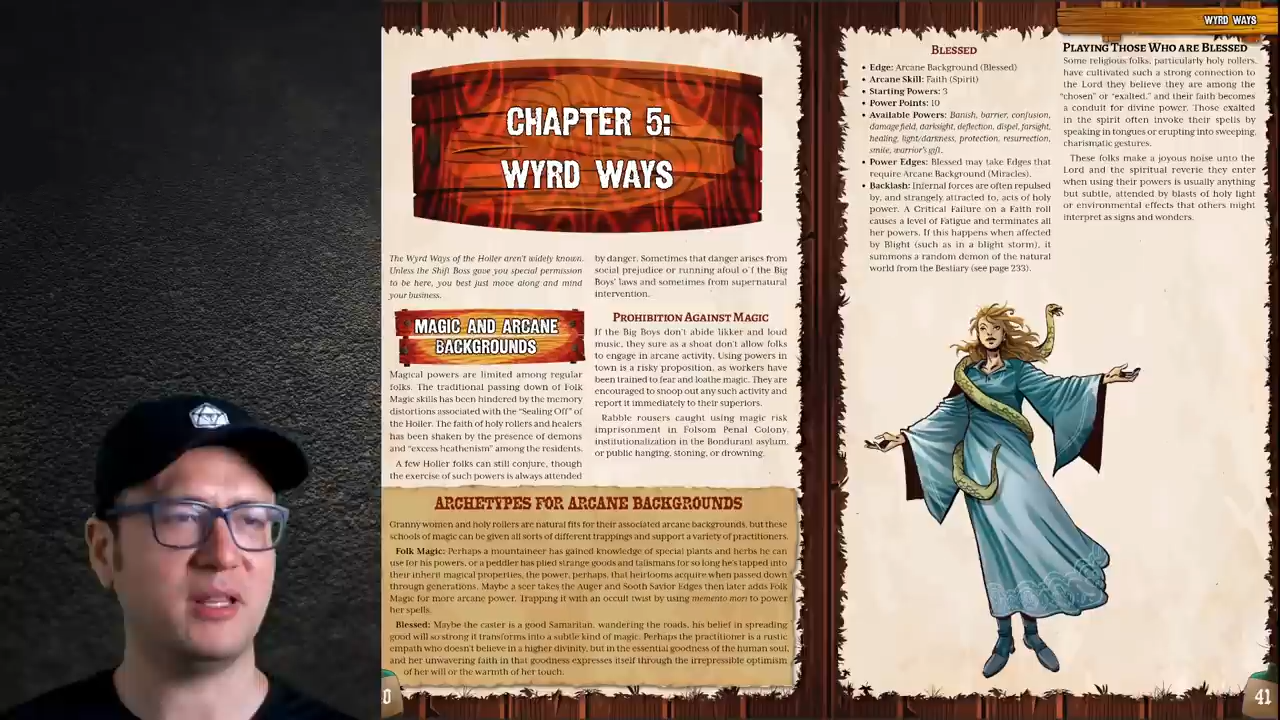 CHAPTER 5:
WYRD WAYS
The Wyrd Ways of the Holler aren't widely known.
Unless the Shift Boss gave you special permission
to be here, you best just move along and mind
your business.
MAGIC AND ARCANE
BACKGROUNDS
Magical powers are limited among regular
folks. The traditional passing down of Folk
Magic skills has been hindered by the memory
distortions associated with the "Sealing Off" of
the Holler. The faith of holy rollers and healers
has been shaken by the presence of demons
and "excess heathenism" among the residents.
A few Holler folks can still conjure, though
the exercise of such powers is always attended
by danger. Sometimes that danger arises from
social prejudice or running afoul of the Big
Boys' laws and sometimes from supernatural
intervention.
PROHIBITION AGAINST MAGIC
If the Big Boys don't abide likker and loud
music, they sure as a shoat don't allow folks
to engage in arcane activity. Using powers in
town is a risky proposition, as workers have
been trained to fear and loathe magic. They are
encouraged to snoop out any such activity and
report it immediately to their superiors.
Rabble rousers caught using magic risk
imprisonment in Folsom Penal Colony,
institutionalization in the Bondurant asylum,
or public hanging, stoning, or drowning.
ARCHETYPES FOR ARCANE BACKGROUNDS
Granny women and holy rollers are natural fits for their associated arcane backgrounds, but these
schools of magic can be given all sorts of different trappings and support a variety of practitioners.
Folk Magic: Perhaps a mountaineer has gained knowledge of special plants and herbs he can
use for his powers, or a peddler has plied strange goods and talismans for so long he's tapped into
their inherit magical properties, the power, perhaps, that heirlooms acquire when passed down
through generations. Maybe a seer takes the Auger and Sooth Savior Edges then later adds Folk
Magic for more arcane power. Trapping it with an occult twist by using memento mori to power
her spells.
Blessed: Maybe the caster is a good Samaritan, wandering the roads, his belief in spreading
good will so strong it transforms into a subtle kind of magic. Perhaps the practitioner is a rustic
empath who doesn't believe in a higher divinity, but in the essential goodness of the human soul,
and her unwavering faith in that goodness expresses itself through the irrepressible optimism
of her will or the warmth of her touch.
0
WYRD WAYS
BLESSED
• Edge: Arcane Background (Blessed)
• Arcane Skill: Faith (Spirit)
• Starting Powers: 3
• Power Points: 10
• Available Powers: Banish, barrier, confusion,
damage field, darksight, deflection, dispel, farsight,
healing, light/darkness, protection, resurrection,
smite, warrior's gift.
• Power Edges: Blessed may take Edges that
require Arcane Background (Miracles).
• Backlash: Infernal forces are often repulsed
by, and strangely attracted to, acts of holy
power. A Critical Failure on a Faith roll
causes a level of Fatigue and terminates all
her powers. If this happens when affected
by Blight (such as in a blight storm), it
summons a random demon of the natural
world from the Bestiary (see page 233).
PLAYING THOSE WHO ARE BLESSED
Some religious folks, particularly holy rollers,
have cultivated such a strong connection to
the Lord they believe they are among the
"chosen" or "exalted," and their faith becomes
a conduit for divine power. Those exalted
in the spirit often invoke their spells by
speaking in tongues or erupting into sweeping,
charismatic gestures.
These folks make a joyous noise unto the
Lord and the spiritual reverie they enter
when using their powers is usually anything
but subtle, attended by blasts of holy light
or environmental effects that others might
interpret as signs and wonders.
41